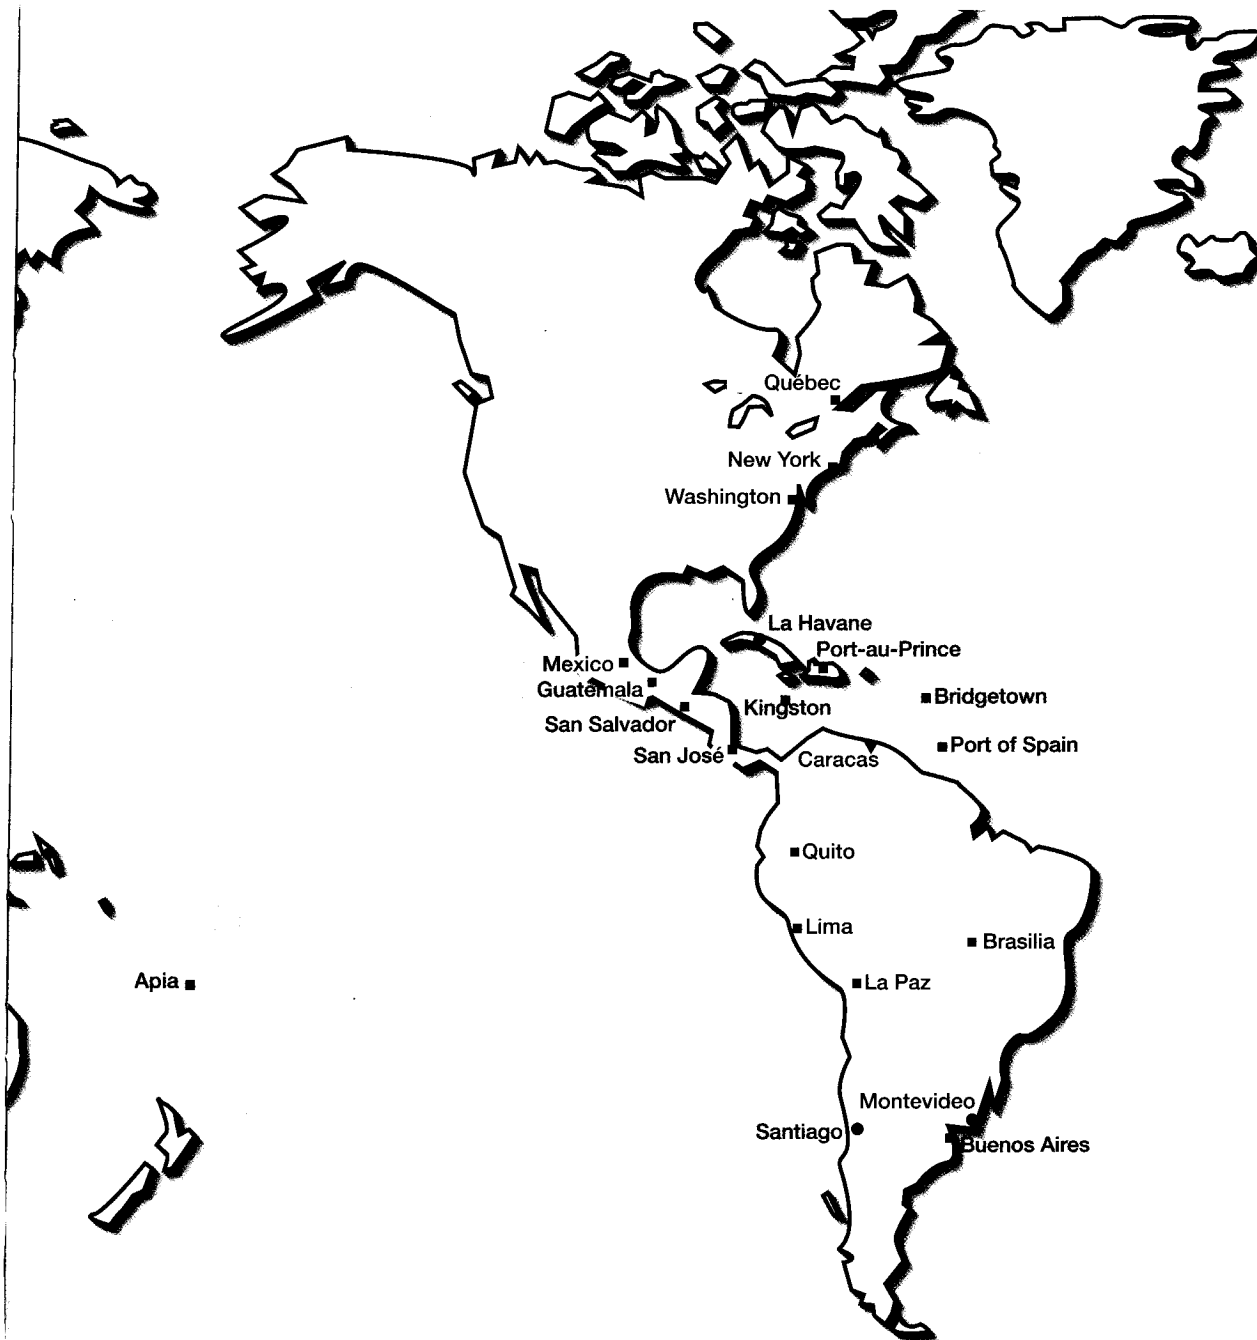 Québec
New York
Washington
La Havane
Port-au-Prince
Mexico
Guatemala
Kingston
Bridgetown
San Salvador
San José
Caracas
Port of Spain
Quito
Lima
Brasilia
Apia
La Paz
Montevideo
Santiago
Buenos Aires